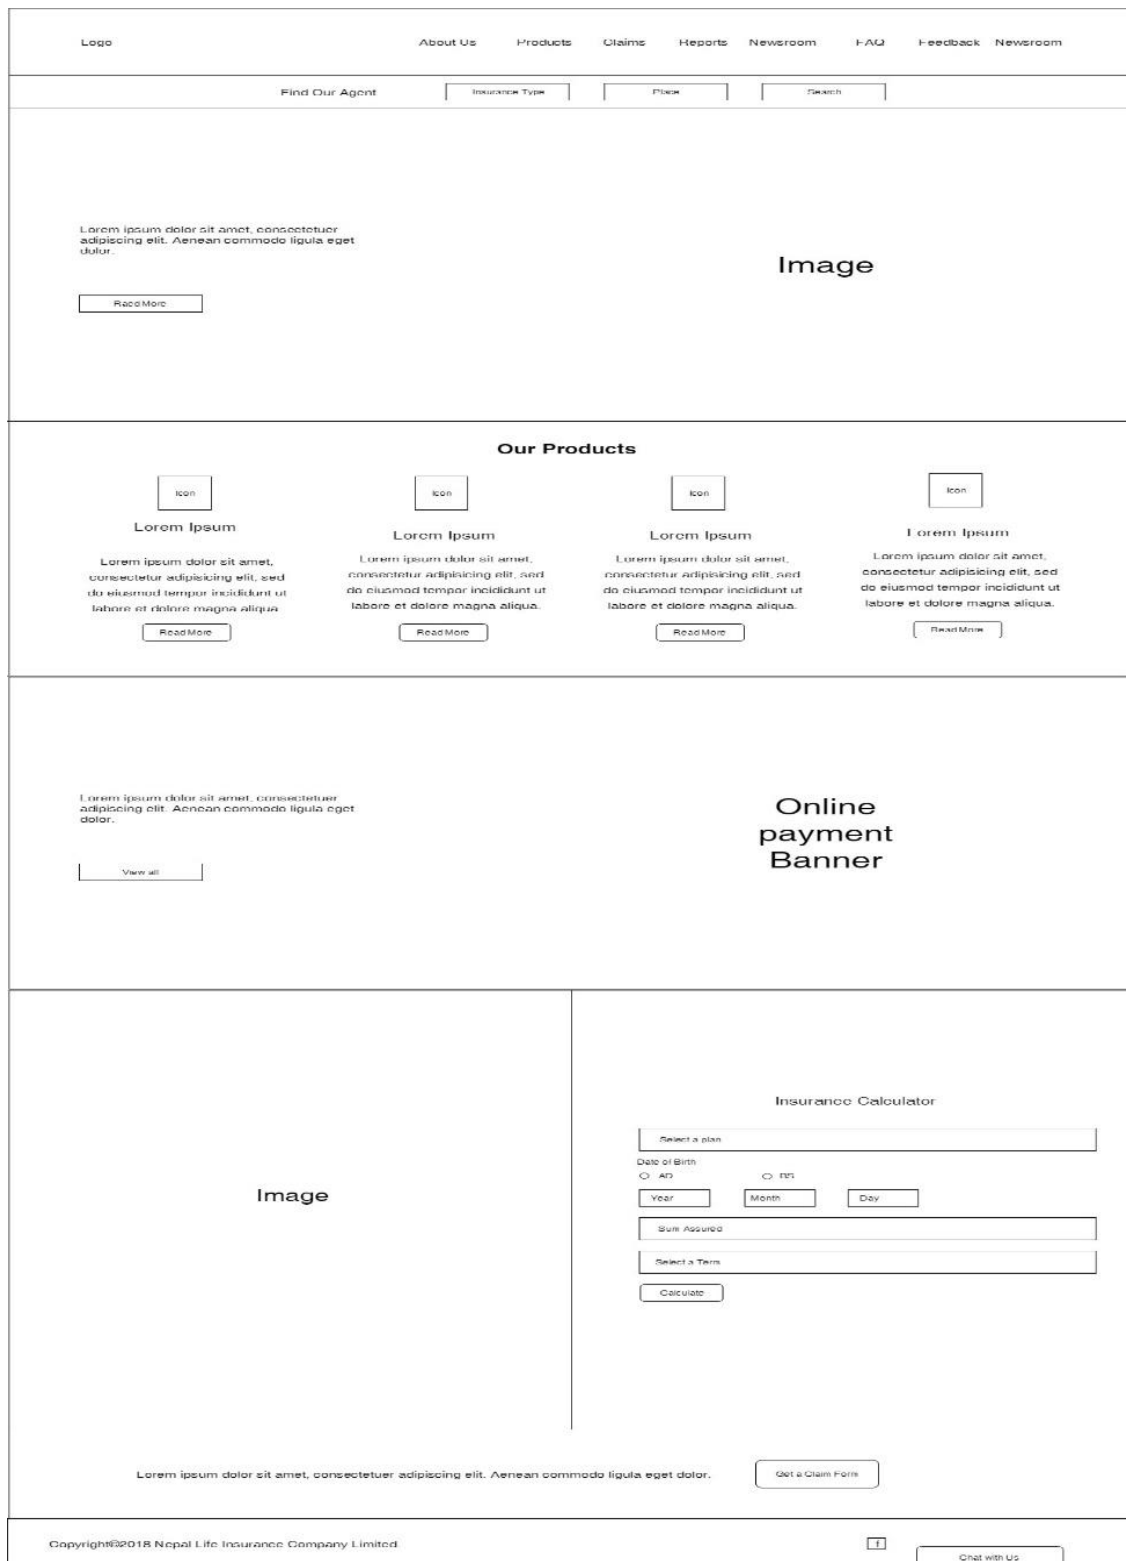 Logo
About Us Products Claims Reports Newsroom FAQ Feedback Newsroom
Find Our Agent Insurance Type Place Search
Lorem ipsum dolor sit amet, consectetuer
adipiscing elit. Aenean commodo ligula eget
dolor.
Image
Raed More
Our Products
Icon
Lorem Ipsum
Lorem ipsum dolor sit amet,
consectetur adipisicing elit, sed
do eiusmod tempor incididunt ut
labore et dolore magna aliqua.
Read More
Icon
Lorem Ipsum
Lorem ipsum dolor sit amet,
consectetur adipisicing elit, sed
do eiusmod tempor incididunt ut
labore et dolore magna aliqua.
Read More
Icon
Lorem Ipsum
Lorem ipsum dolor sit amet,
consectetur adipisicing elit, sed
do eiusmod tempor incididunt ut
labore et dolore magna aliqua.
Read More
Icon
Lorem Ipsum
Lorem ipsum dolor sit amet,
consectetur adipisicing elit, sed
do eiusmod tempor incididunt ut
labore et dolore magna aliqua.
Read More
Lorem ipsum dolor sit amet, consectetuer
adipiscing elit. Aenean commodo ligula eget
dolor.
View all
Online
payment
Banner
Image
Insurance Calculator
Select a plan
Date of Birth
AD BS
Year Month Day
Sum Assured
Select a Term
Calculate
Lorem ipsum dolor sit amet, consectetuer adipiscing elit. Aenean commodo ligula eget dolor.
Get a Claim Form
Copyright©2018 Nepal Life Insurance Company Limited
f
Chat with Us